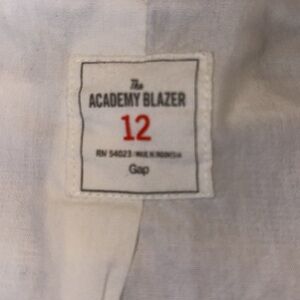 The
ACADEMY BLAZER
12
RN 54023 / MADE IN INDONESIA
Gap